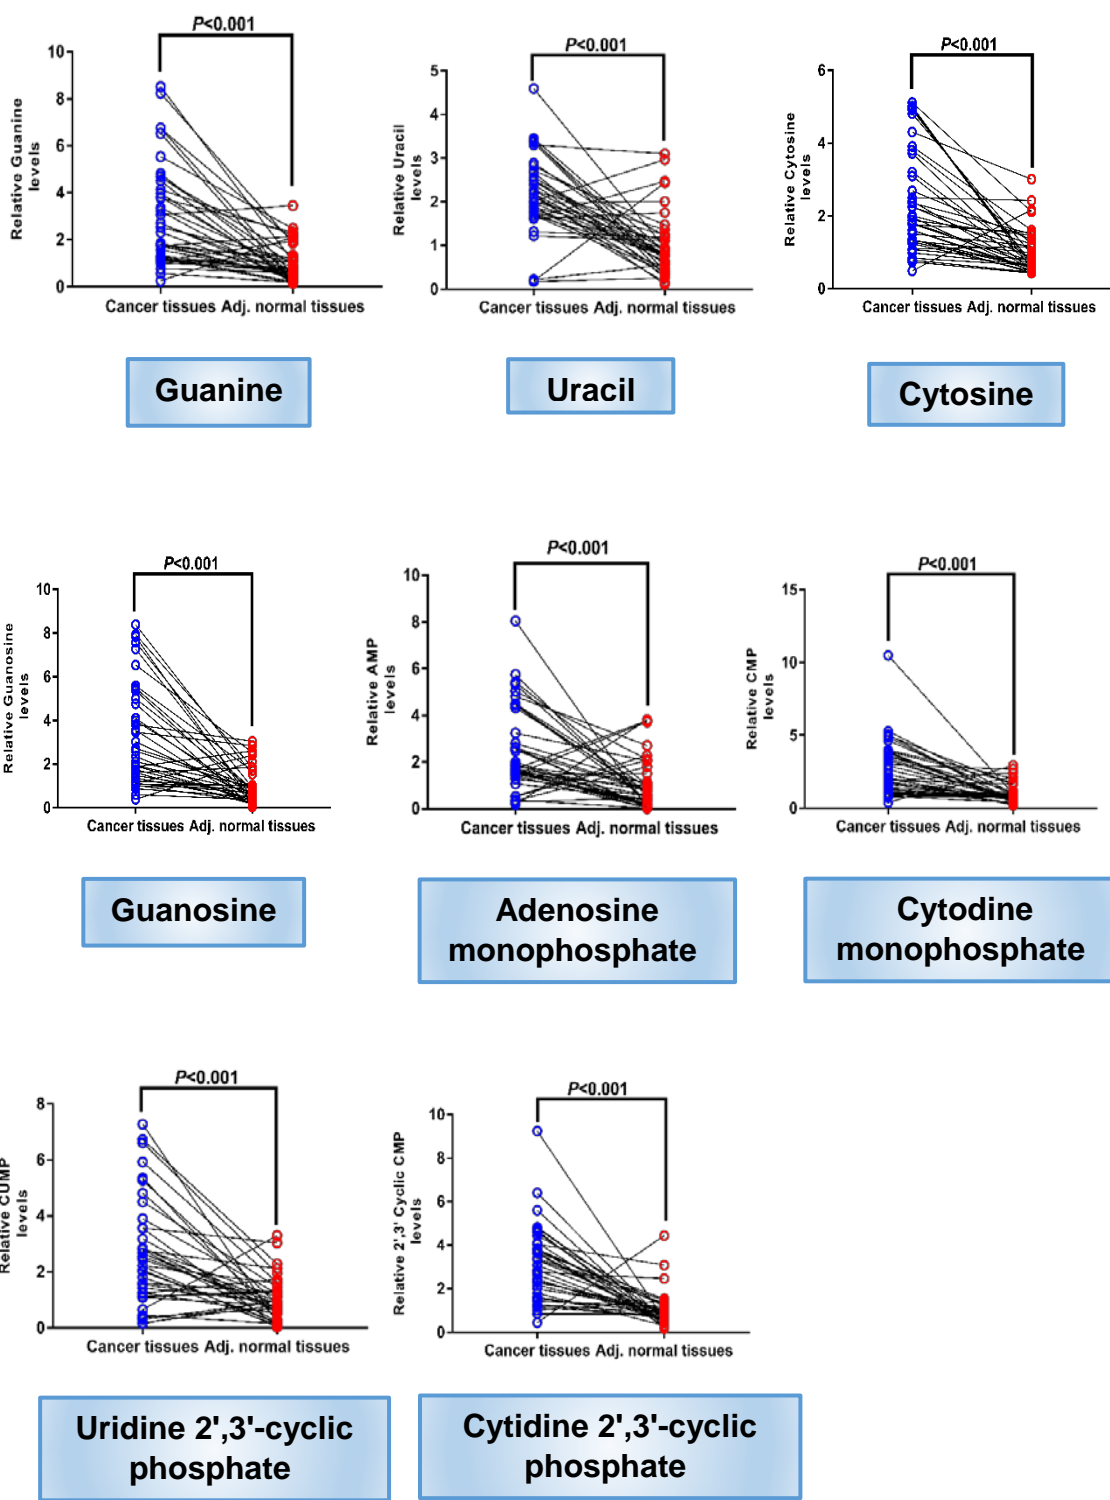 P<0.001
10
8
6
4
2
0
Relative Guanine
levels
Cancer tissues Adj. normal tissues
Guanine
P<0.001
5
4
3
2
1
0
Relative Uracil
levels
Cancer tissues Adj. normal tissues
Uracil
P<0.001
6
4
2
0
Relative Cytosine
levels
Cancer tissues Adj. normal tissues
Cytosine
P<0.001
10
8
6
4
2
0
Relative Guanosine
levels
Cancer tissues Adj. normal tissues
Guanosine
P<0.001
10
8
6
4
2
0
Relative AMP
levels
Cancer tissues Adj. normal tissues
Adenosine
monophosphate
P<0.001
15
10
5
0
Relative CMP
levels
Cancer tissues Adj. normal tissues
Cytodine
monophosphate
P<0.001
8
6
4
2
0
Relative CUMP
levels
Cancer tissues Adj. normal tissues
Uridine 2',3'-cyclic
phosphate
P<0.001
10
8
6
4
2
0
Relative 2',3' Cyclic CMP
levels
Cancer tissues Adj. normal tissues
Cytidine 2',3'-cyclic
phosphate